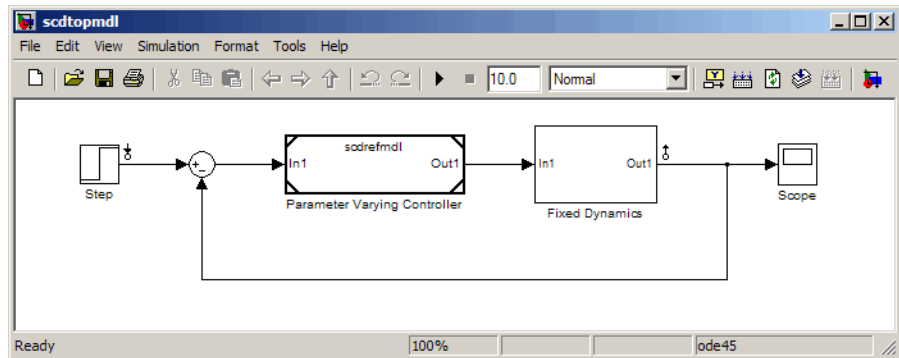 scdtopmdl
File Edit View Simulation Format Tools Help
10.0 Normal
scdrefmdl
In1 Out1 In1 Out1
Step
Parameter Varying Controller
Fixed Dynamics
Scope
Ready 100% ode45